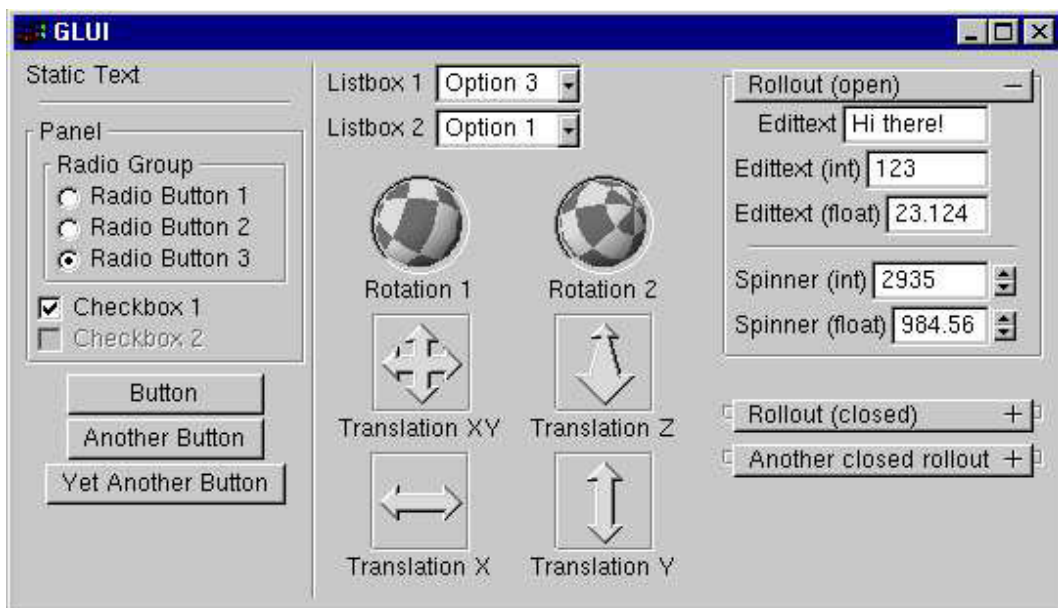 GLUI
Static Text
Panel
Radio Group
Radio Button 1
Radio Button 2
Radio Button 3
Checkbox 1
Checkbox 2
Button
Another Button
Yet Another Button
Listbox 1 Option 3
Listbox 2 Option 1
Rotation 1 Rotation 2
Translation XY Translation Z
Translation X Translation Y
Rollout (open)
Edittext Hi there!
Edittext (int) 123
Edittext (float) 23.124
Spinner (int) 2935
Spinner (float) 984.56
Rollout (closed)
Another closed rollout